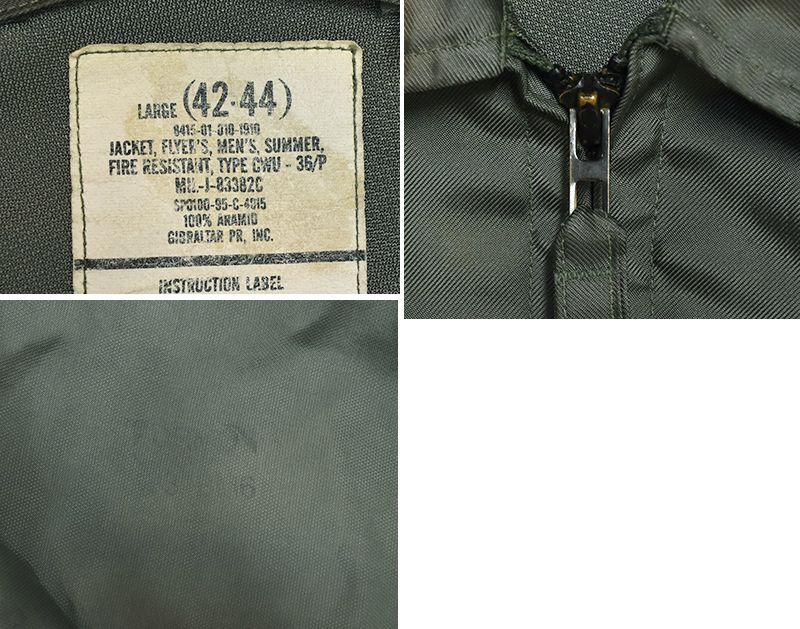 LARGE (42-44)
8415-01-010-1910
JACKET, FLYER'S, MEN'S, SUMMER,
FIRE RESISTANT, TYPE CWU - 36/P
MIL-J-83382C
SPO100-95-C-4015
100% ARAMID
GIBRALTAR PR, INC.
INSTRUCTION LABEL